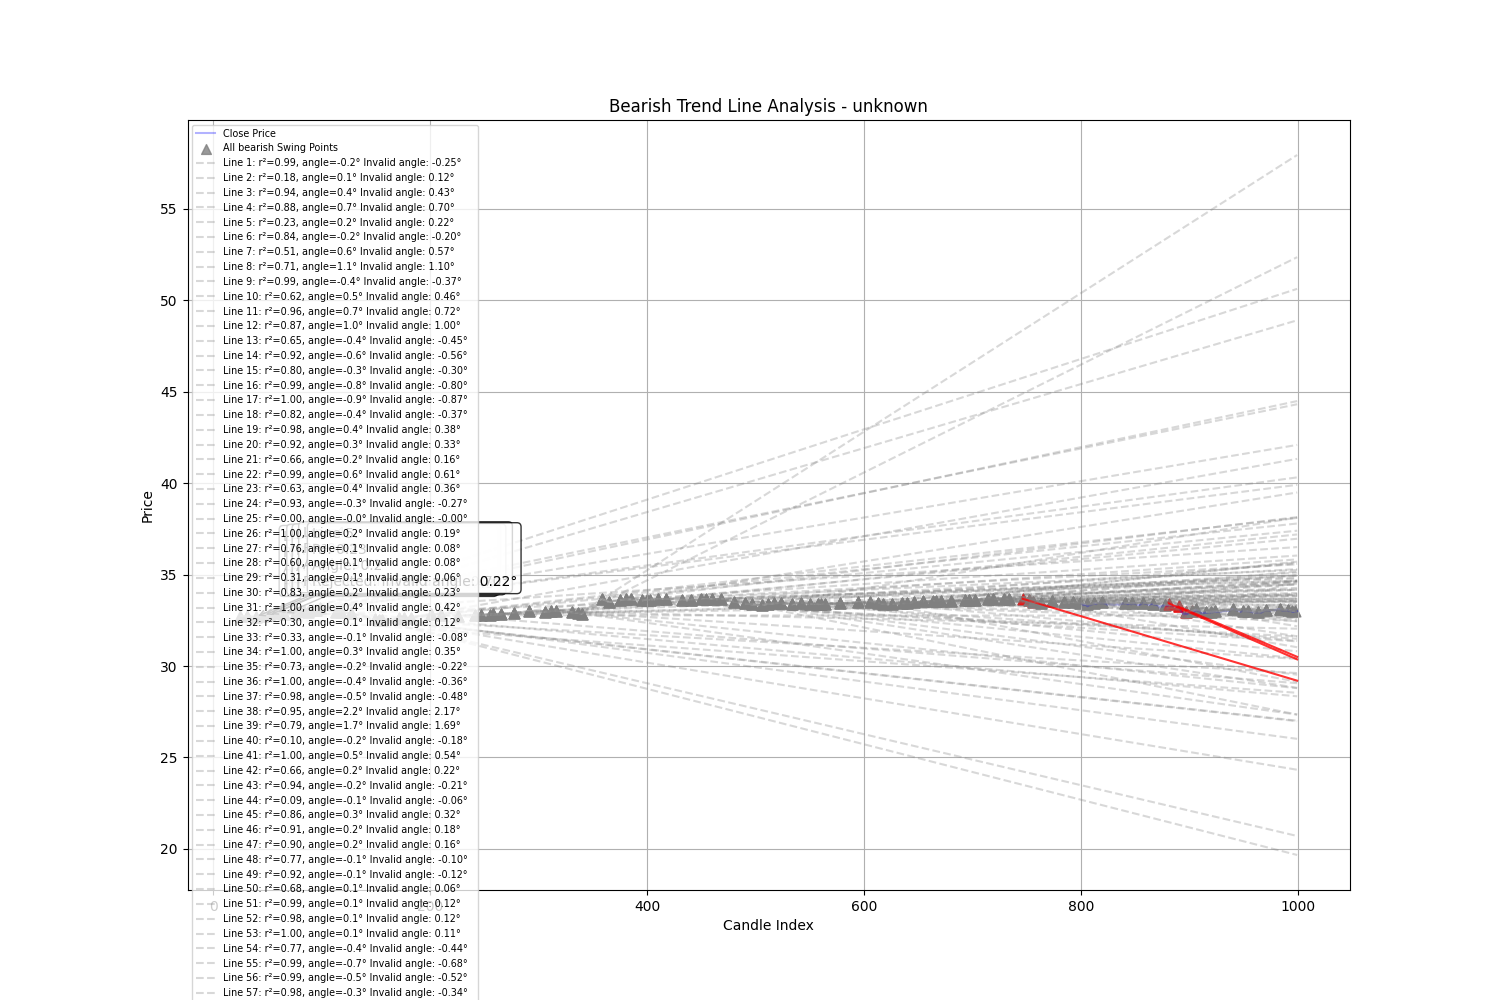 Bearish Trend Line Analysis - unknown
Close Price
All bearish Swing Points
Line 1: r²=0.99, angle=-0.2° Invalid angle: -0.25°
Line 2: r²=0.18, angle=0.1° Invalid angle: 0.12°
Line 3: r²=0.94, angle=0.4° Invalid angle: 0.43°
Line 4: r²=0.88, angle=0.7° Invalid angle: 0.70°
Line 5: r²=0.23, angle=0.2° Invalid angle: 0.22°
Line 6: r²=0.84, angle=-0.2° Invalid angle: -0.20°
Line 7: r²=0.51, angle=0.6° Invalid angle: 0.57°
Line 8: r²=0.71, angle=1.1° Invalid angle: 1.10°
Line 9: r²=0.99, angle=-0.4° Invalid angle: -0.37°
Line 10: r²=0.62, angle=0.5° Invalid angle: 0.46°
Line 11: r²=0.96, angle=0.7° Invalid angle: 0.72°
Line 12: r²=0.87, angle=1.0° Invalid angle: 1.00°
Line 13: r²=0.65, angle=-0.4° Invalid angle: -0.45°
Line 14: r²=0.92, angle=-0.6° Invalid angle: -0.56°
Line 15: r²=0.80, angle=-0.3° Invalid angle: -0.30°
Line 16: r²=0.99, angle=-0.8° Invalid angle: -0.80°
Line 17: r²=1.00, angle=-0.9° Invalid angle: -0.87°
Line 18: r²=0.82, angle=-0.4° Invalid angle: -0.37°
Line 19: r²=0.98, angle=0.4° Invalid angle: 0.38°
Line 20: r²=0.92, angle=0.3° Invalid angle: 0.33°
Line 21: r²=0.66, angle=0.2° Invalid angle: 0.16°
Line 22: r²=0.99, angle=0.6° Invalid angle: 0.61°
Line 23: r²=0.63, angle=0.4° Invalid angle: 0.36°
Line 24: r²=0.93, angle=-0.3° Invalid angle: -0.27°
Line 25: r²=0.00, angle=-0.0° Invalid angle: -0.00°
Line 26: r²=1.00, angle=0.2° Invalid angle: 0.19°
Line 27: r²=0.76, angle=0.1° Invalid angle: 0.08°
Line 28: r²=0.60, angle=0.1° Invalid angle: 0.08°
Line 29: r²=0.31, angle=0.1° Invalid angle: 0.06°
Line 30: r²=0.83, angle=0.2° Invalid angle: 0.23°
Line 31: r²=1.00, angle=0.4° Invalid angle: 0.42°
Line 32: r²=0.30, angle=0.1° Invalid angle: 0.12°
Line 33: r²=0.33, angle=-0.1° Invalid angle: -0.08°
Line 34: r²=1.00, angle=0.3° Invalid angle: 0.35°
Line 35: r²=0.73, angle=-0.2° Invalid angle: -0.22°
Line 36: r²=1.00, angle=-0.4° Invalid angle: -0.36°
Line 37: r²=0.98, angle=-0.5° Invalid angle: -0.48°
Line 38: r²=0.95, angle=2.2° Invalid angle: 2.17°
Line 39: r²=0.79, angle=1.7° Invalid angle: 1.69°
Line 40: r²=0.10, angle=-0.2° Invalid angle: -0.18°
Line 41: r²=1.00, angle=0.5° Invalid angle: 0.54°
Line 42: r²=0.66, angle=0.2° Invalid angle: 0.22°
Line 43: r²=0.94, angle=-0.2° Invalid angle: -0.21°
Line 44: r²=0.09, angle=-0.1° Invalid angle: -0.06°
Line 45: r²=0.86, angle=0.3° Invalid angle: 0.32°
Line 46: r²=0.91, angle=0.2° Invalid angle: 0.18°
Line 47: r²=0.90, angle=0.2° Invalid angle: 0.16°
Line 48: r²=0.77, angle=-0.1° Invalid angle: -0.10°
Line 49: r²=0.92, angle=-0.1° Invalid angle: -0.12°
Line 50: r²=0.68, angle=0.1° Invalid angle: 0.06°
Line 51: r²=0.99, angle=0.1° Invalid angle: 0.12°
Line 52: r²=0.98, angle=0.1° Invalid angle: 0.12°
Line 53: r²=1.00, angle=0.1° Invalid angle: 0.11°
Line 54: r²=0.77, angle=-0.4° Invalid angle: -0.44°
Line 55: r²=0.99, angle=-0.7° Invalid angle: -0.68°
Line 56: r²=0.99, angle=-0.5° Invalid angle: -0.52°
Line 57: r²=0.98, angle=-0.3° Invalid angle: -0.34°
0.22°
Price
55
50
45
40
35
30
25
20
0
200
400
600
800
1000
Candle Index